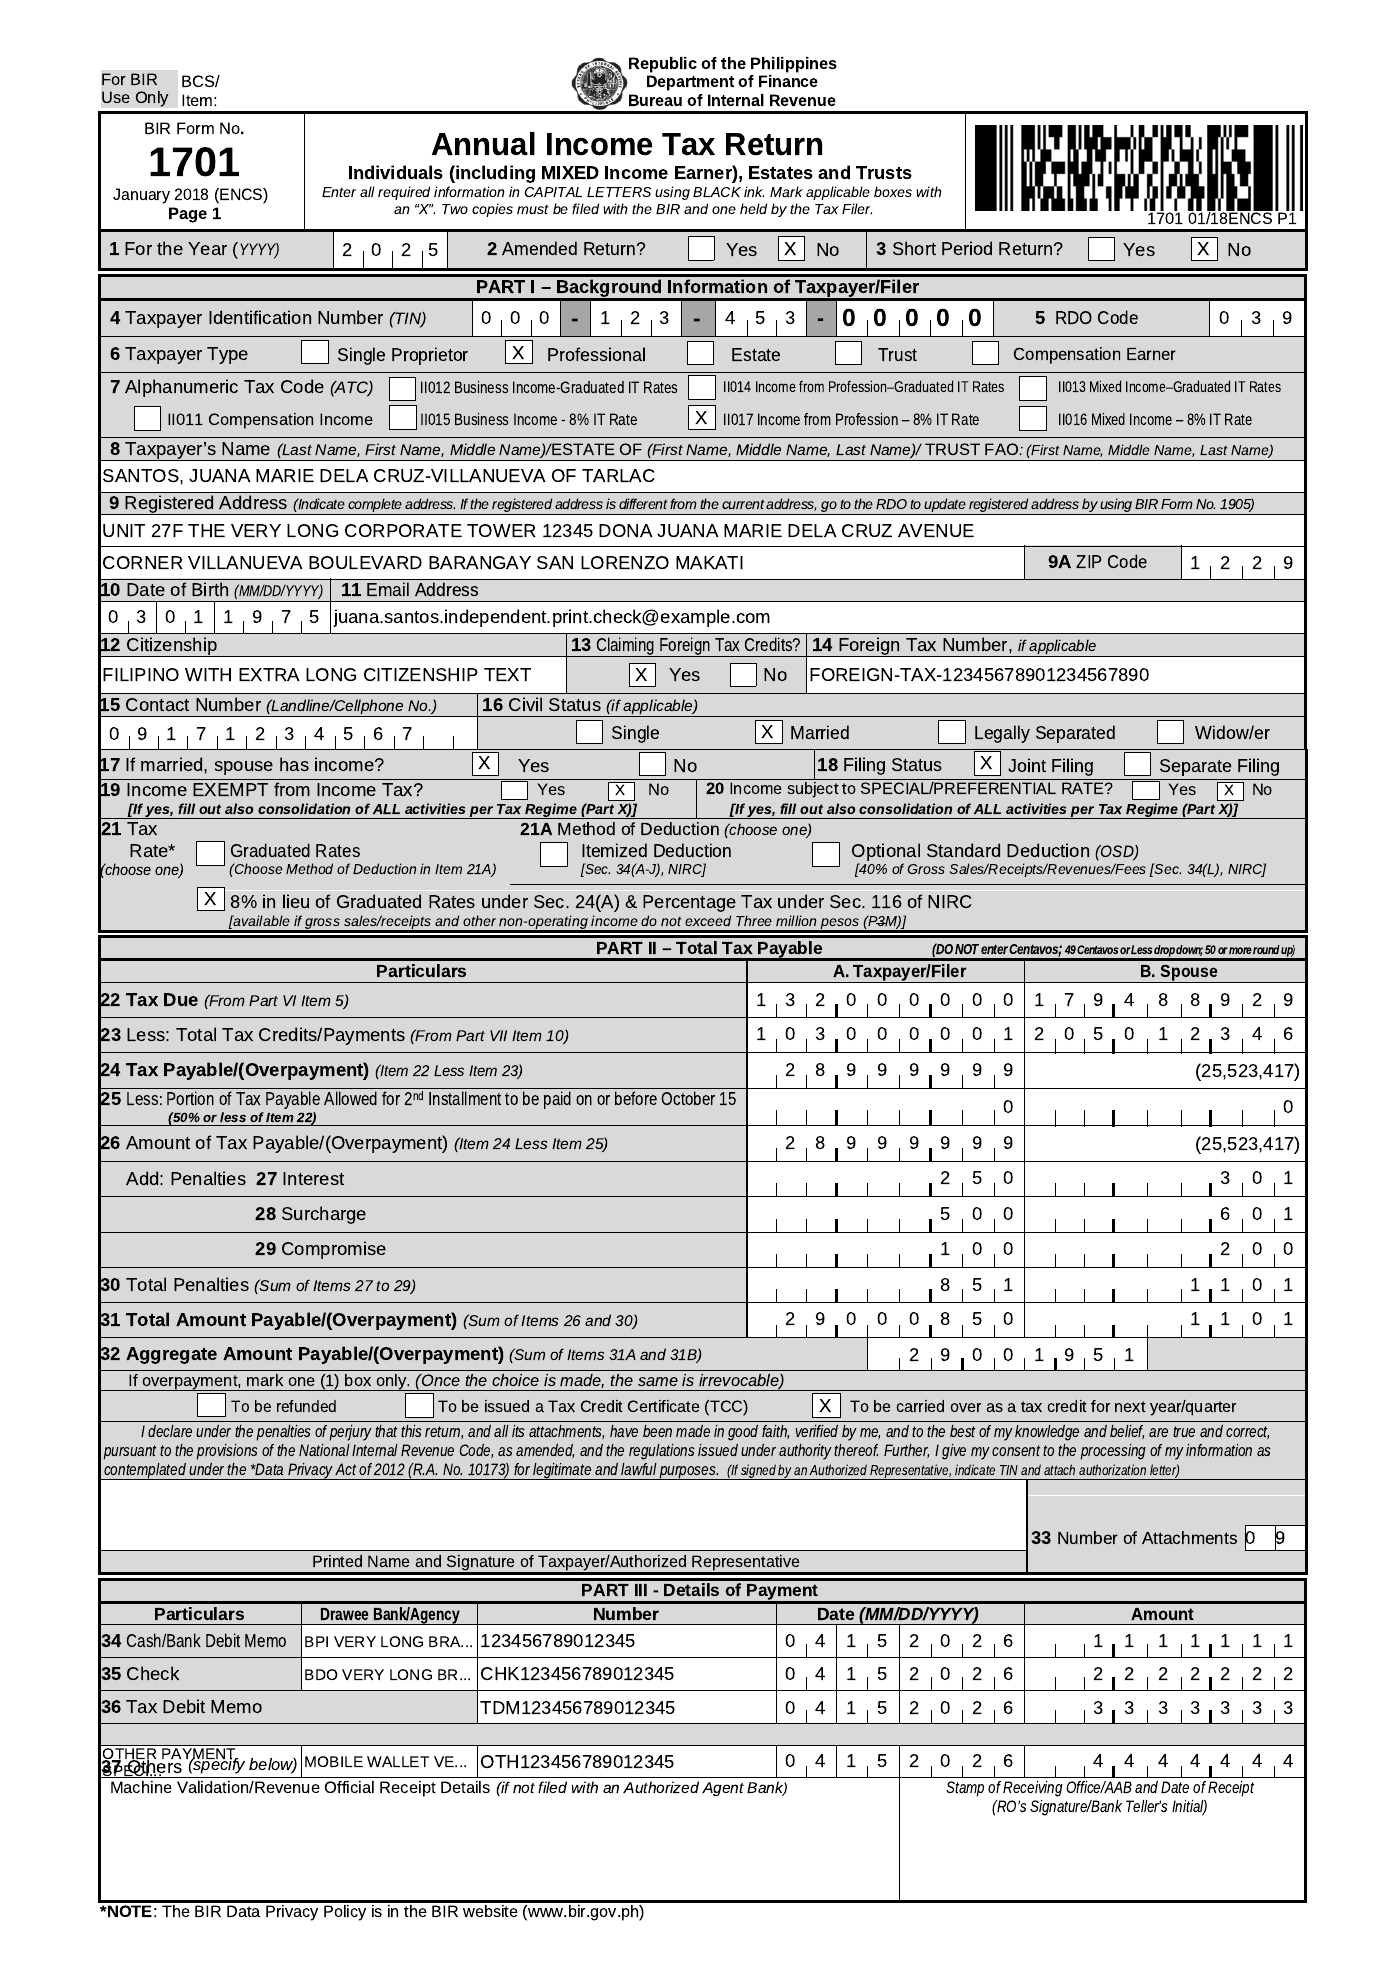 For BIR BCS/
Use Only Item:
Republic of the Philippines
Department of Finance
Bureau of Internal Revenue
BIR Form No.
1701
January 2018 (ENCS)
Page 1
Annual Income Tax Return
Individuals (including MIXED Income Earner), Estates and Trusts
Enter all required information in CAPITAL LETTERS using BLACK ink. Mark applicable boxes with
an “X”. Two copies must be filed with the BIR and one held by the Tax Filer.
1701 01/18ENCS P1
1 For the Year (YYYY) 2 0 2 5 2 Amended Return? Yes X No 3 Short Period Return? Yes X No
PART I – Background Information of Taxpayer/Filer
4 Taxpayer Identification Number (TIN) 0 0 0 - 1 2 3 - 4 5 3 - 0 0 0 0 0 5 RDO Code 0 3 9
6 Taxpayer Type Single Proprietor X Professional Estate Trust Compensation Earner
7 Alphanumeric Tax Code (ATC) II012 Business Income-Graduated IT Rates II014 Income from Profession–Graduated IT Rates II013 Mixed Income–Graduated IT Rates
II011 Compensation Income II015 Business Income - 8% IT Rate X II017 Income from Profession – 8% IT Rate II016 Mixed Income – 8% IT Rate
8 Taxpayer’s Name (Last Name, First Name, Middle Name)/ESTATE OF (First Name, Middle Name, Last Name)/ TRUST FAO: (First Name, Middle Name, Last Name)
SANTOS, JUANA MARIE DELA CRUZ-VILLANUEVA OF TARLAC
9 Registered Address (Indicate complete address. If the registered address is different from the current address, go to the RDO to update registered address by using BIR Form No. 1905)
UNIT 27F THE VERY LONG CORPORATE TOWER 12345 DONA JUANA MARIE DELA CRUZ AVENUE
CORNER VILLANUEVA BOULEVARD BARANGAY SAN LORENZO MAKATI 9A ZIP Code 1 2 2 9
10 Date of Birth (MM/DD/YYYY) 11 Email Address
0 3 0 1 1 9 7 5 juana.santos.independent.print.check@example.com
12 Citizenship 13 Claiming Foreign Tax Credits? 14 Foreign Tax Number, if applicable
FILIPINO WITH EXTRA LONG CITIZENSHIP TEXT X Yes No FOREIGN-TAX-12345678901234567890
15 Contact Number (Landline/Cellphone No.) 16 Civil Status (if applicable)
0 9 1 7 1 2 3 4 5 6 7 Single X Married Legally Separated Widow/er
17 If married, spouse has income? X Yes No 18 Filing Status X Joint Filing Separate Filing
19 Income EXEMPT from Income Tax? Yes X No 20 Income subject to SPECIAL/PREFERENTIAL RATE? Yes X No
[If yes, fill out also consolidation of ALL activities per Tax Regime (Part X)] [If yes, fill out also consolidation of ALL activities per Tax Regime (Part X)]
21 Tax 21A Method of Deduction (choose one)
Rate* Graduated Rates Itemized Deduction Optional Standard Deduction (OSD)
(choose one) (Choose Method of Deduction in Item 21A) [Sec. 34(A-J), NIRC] [40% of Gross Sales/Receipts/Revenues/Fees [Sec. 34(L), NIRC]
X 8% in lieu of Graduated Rates under Sec. 24(A) & Percentage Tax under Sec. 116 of NIRC
[available if gross sales/receipts and other non-operating income do not exceed Three million pesos (P3M)]
PART II – Total Tax Payable (DO NOT enter Centavos; 49 Centavos or Less drop down; 50 or more round up)
Particulars A. Taxpayer/Filer B. Spouse
22 Tax Due (From Part VI Item 5) 1 3 2 0 0 0 0 0 0 1 7 9 4 8 8 9 2 9
23 Less: Total Tax Credits/Payments (From Part VII Item 10) 1 0 3 0 0 0 0 0 1 2 0 5 0 1 2 3 4 6
24 Tax Payable/(Overpayment) (Item 22 Less Item 23) 2 8 9 9 9 9 9 9 (25,523,417)
25 Less: Portion of Tax Payable Allowed for 2nd Installment to be paid on or before October 15 0 0
(50% or less of Item 22)
26 Amount of Tax Payable/(Overpayment) (Item 24 Less Item 25) 2 8 9 9 9 9 9 9 (25,523,417)
Add: Penalties 27 Interest 2 5 0 3 0 1
28 Surcharge 5 0 0 6 0 1
29 Compromise 1 0 0 2 0 0
30 Total Penalties (Sum of Items 27 to 29) 8 5 1 1 1 0 1
31 Total Amount Payable/(Overpayment) (Sum of Items 26 and 30) 2 9 0 0 0 8 5 0 1 1 0 1
32 Aggregate Amount Payable/(Overpayment) (Sum of Items 31A and 31B) 2 9 0 0 1 9 5 1
If overpayment, mark one (1) box only. (Once the choice is made, the same is irrevocable)
To be refunded To be issued a Tax Credit Certificate (TCC) X To be carried over as a tax credit for next year/quarter
I declare under the penalties of perjury that this return, and all its attachments, have been made in good faith, verified by me, and to the best of my knowledge and belief, are true and correct,
pursuant to the provisions of the National Internal Revenue Code, as amended, and the regulations issued under authority thereof. Further, I give my consent to the processing of my information as
contemplated under the *Data Privacy Act of 2012 (R.A. No. 10173) for legitimate and lawful purposes. (If signed by an Authorized Representative, indicate TIN and attach authorization letter)
33 Number of Attachments 0 9
Printed Name and Signature of Taxpayer/Authorized Representative
PART III - Details of Payment
Particulars Drawee Bank/Agency Number Date (MM/DD/YYYY) Amount
34 Cash/Bank Debit Memo BPI VERY LONG BRA... 123456789012345 0 4 1 5 2 0 2 6 1 1 1 1 1 1 1
35 Check BDO VERY LONG BR... CHK123456789012345 0 4 1 5 2 0 2 6 2 2 2 2 2 2 2
36 Tax Debit Memo TDM123456789012345 0 4 1 5 2 0 2 6 3 3 3 3 3 3 3
OTHER PAYMENT
SPECI...
37 Others (specify below) MOBILE WALLET VE... OTH123456789012345 0 4 1 5 2 0 2 6 4 4 4 4 4 4 4
Machine Validation/Revenue Official Receipt Details (if not filed with an Authorized Agent Bank) Stamp of Receiving Office/AAB and Date of Receipt
(RO’s Signature/Bank Teller’s Initial)
*NOTE: The BIR Data Privacy Policy is in the BIR website (www.bir.gov.ph)